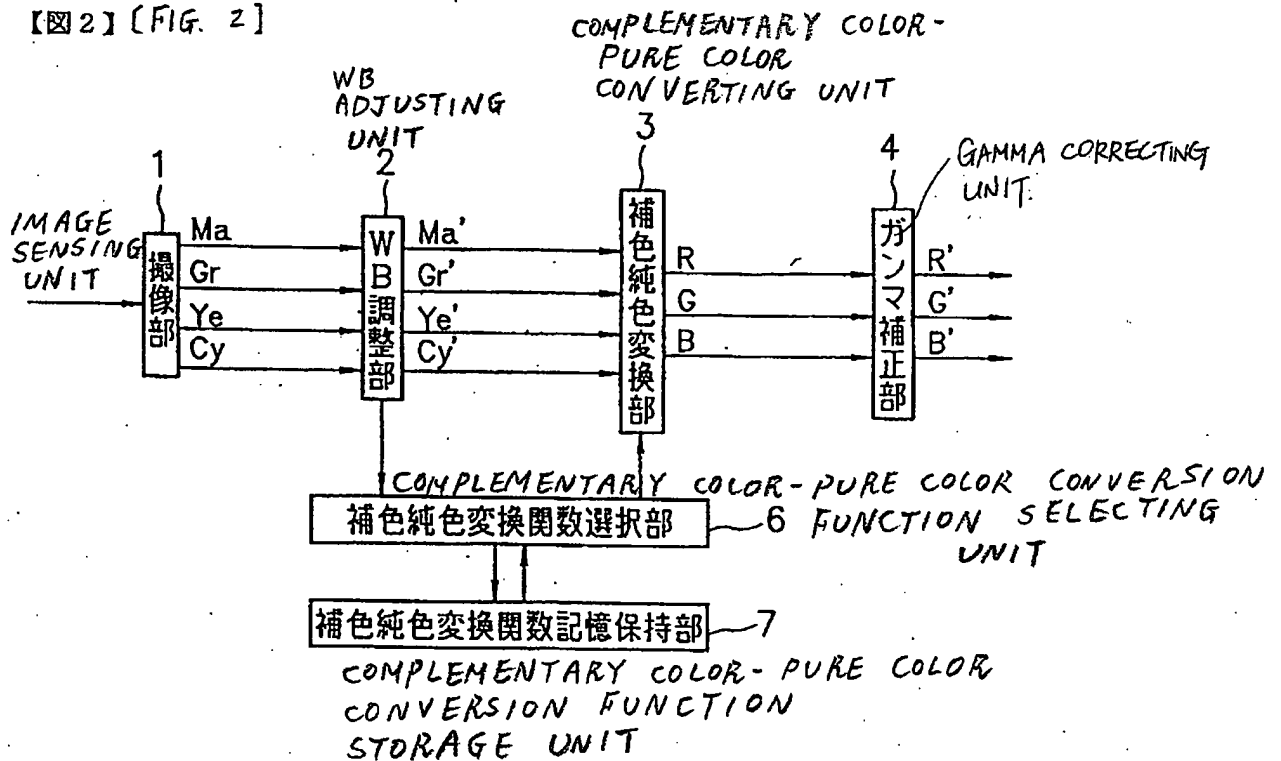 【図2】[FIG. 2]
COMPLEMENTARY COLOR-
PURE COLOR
CONVERTING UNIT
WB
ADJUSTING
UNIT
1
2
3
4
GAMMA CORRECTING
UNIT.
IMAGE
SENSING
UNIT
撮像部
Ma
Gr
Ye
Cy
WB調整部
Ma'
Gr'
Ye'
Cy'
補色純色変換部
R
G
B
ガンマ補正部
R'
G'
B'
COMPLEMENTARY COLOR-PURE COLOR CONVERSION
補色純色変換関数選択部
6
FUNCTION SELECTING
UNIT
補色純色変換関数記憶保持部
7
COMPLEMENTARY COLOR-PURE COLOR
CONVERSION FUNCTION
STORAGE UNIT